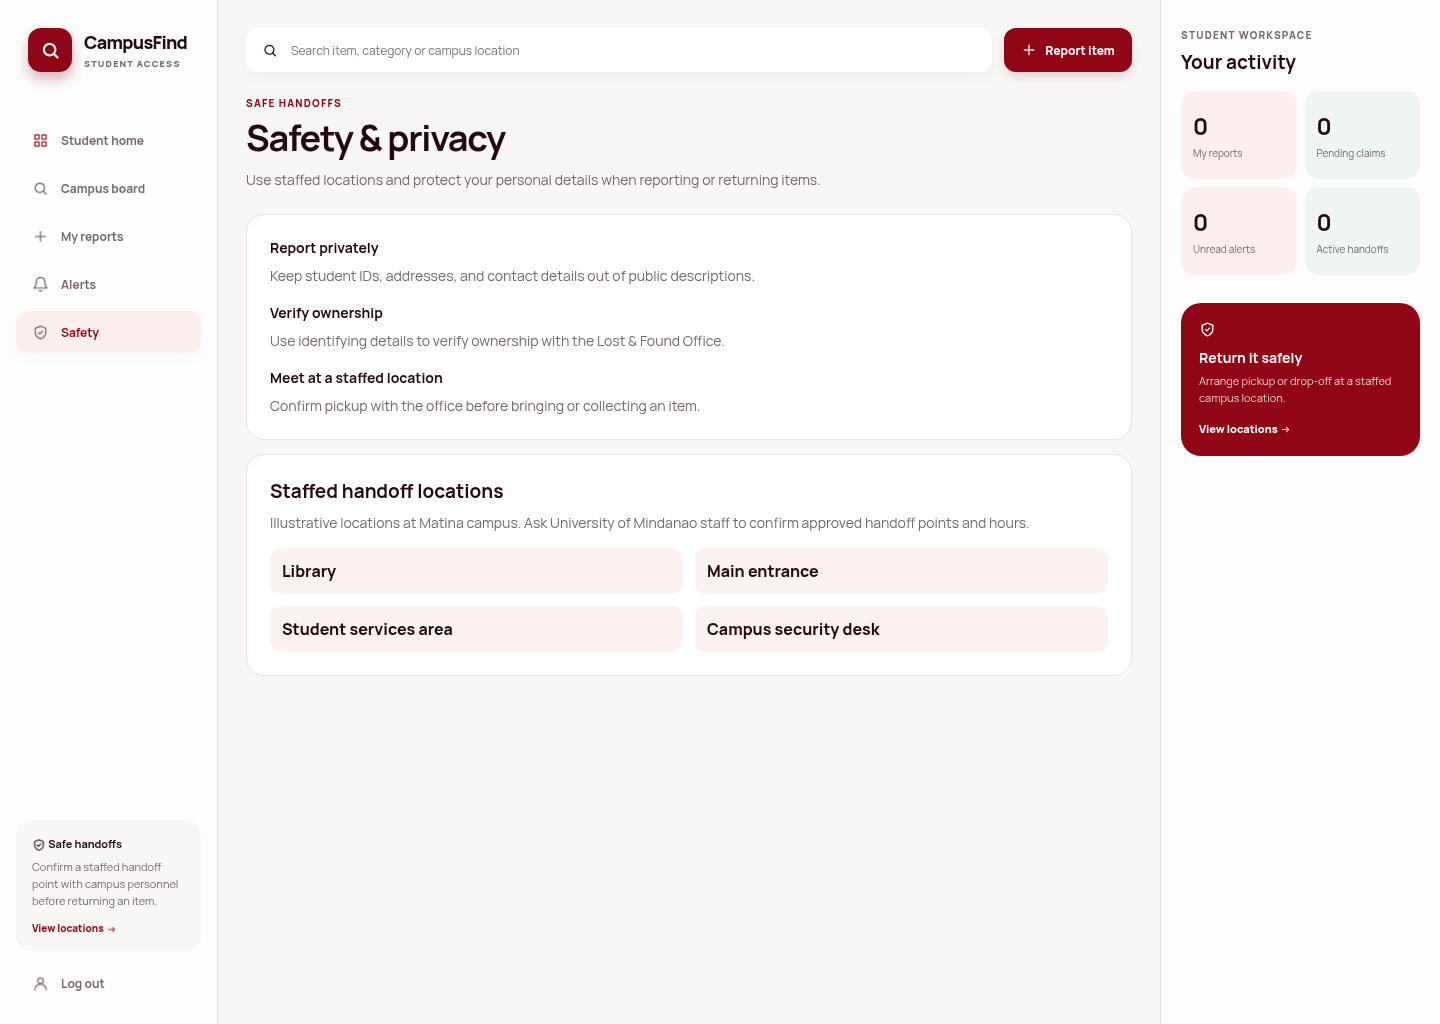 CampusFind
STUDENT ACCESS
Student home
Campus board
My reports
Alerts
Safety
Safe handoffs
Confirm a staffed handoff
point with campus personnel
before returning an item.
View locations →
Log out
Search item, category or campus location
Report item
SAFE HANDOFFS
Safety & privacy
Use staffed locations and protect your personal details when reporting or returning items.
Report privately
Keep student IDs, addresses, and contact details out of public descriptions.
Verify ownership
Use identifying details to verify ownership with the Lost & Found Office.
Meet at a staffed location
Confirm pickup with the office before bringing or collecting an item.
Staffed handoff locations
Illustrative locations at Matina campus. Ask University of Mindanao staff to confirm approved handoff points and hours.
Library
Main entrance
Student services area
Campus security desk
STUDENT WORKSPACE
Your activity
0
My reports
0
Pending claims
0
Unread alerts
0
Active handoffs
Return it safely
Arrange pickup or drop-off at a staffed
campus location.
View locations →